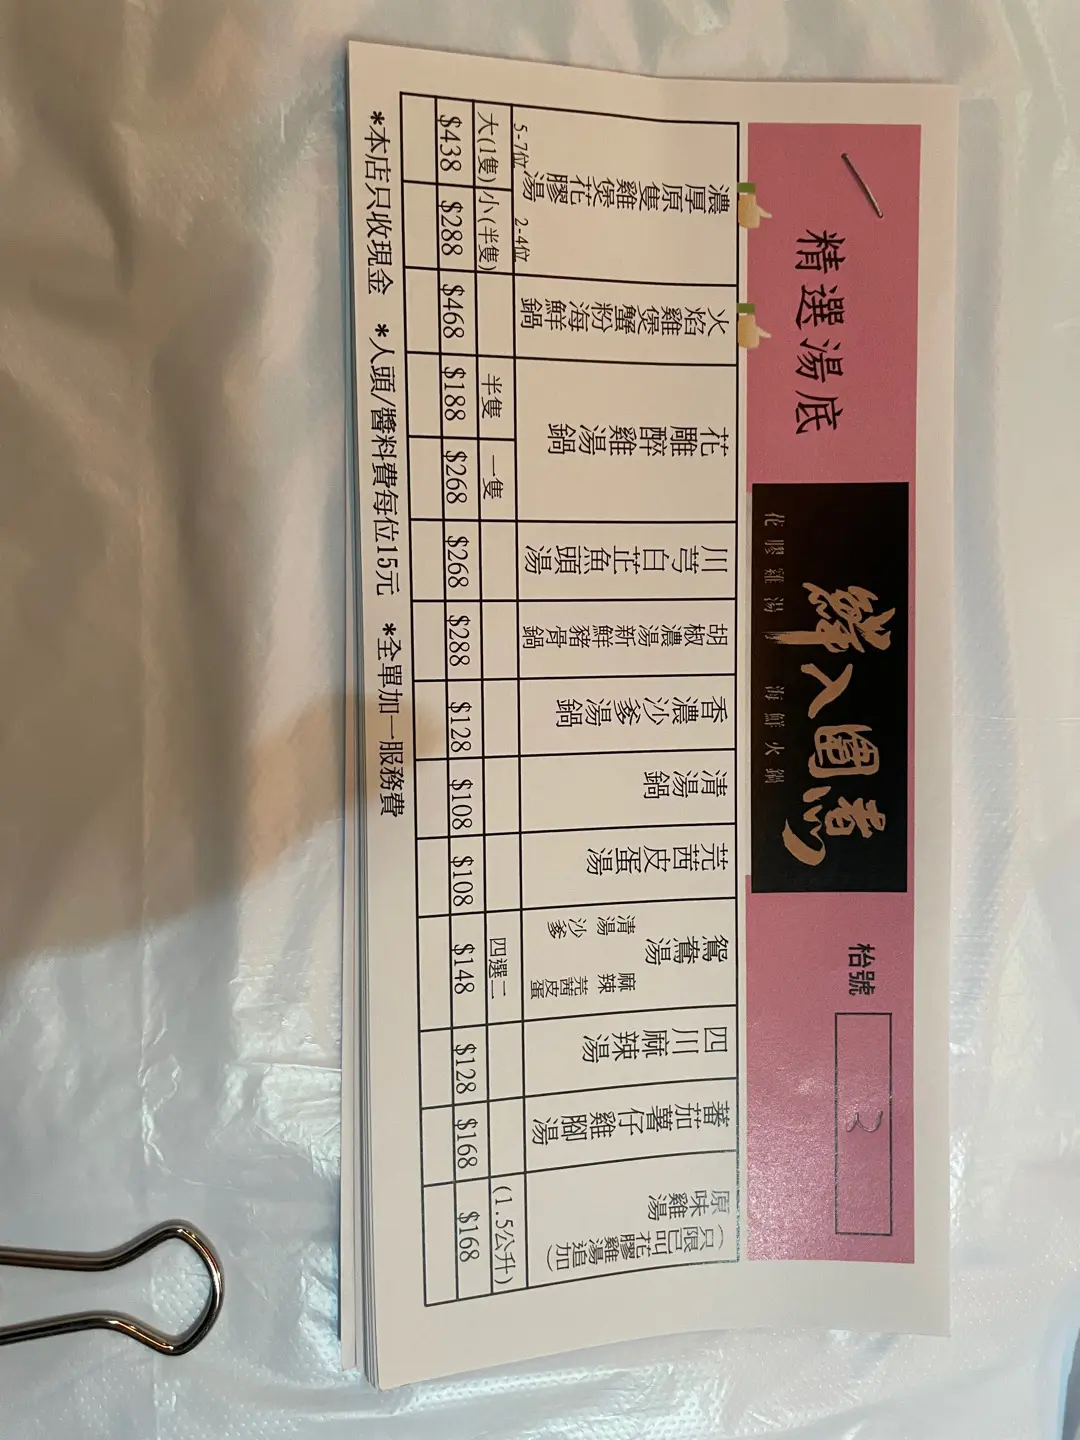 精選湯底
鮮入圍煮
花膠雞湯 海鮮火鍋
枱號
3
濃厚原隻雞煲花膠湯
5-7位 2-4位
大(1隻) 小(半隻)
$438 $288
火焰雞煲蟹粉海鮮鍋
$468
花雕醉雞湯鍋
半隻 一隻
$188 $268
川芎白芷魚頭湯
$268
胡椒濃湯新鮮豬骨鍋
$288
香濃沙爹湯鍋
$128
清湯鍋
$108
芫茜皮蛋湯
$108
鴛鴦湯
清湯 麻辣
沙爹 芫茜皮蛋
四選二
$148
四川麻辣湯
$128
蕃茄薯仔雞腳湯
$168
原味雞湯(只限已叫花膠雞湯追加)
(1.5公升)
$168
*本店只收現金 *人頭/醬料費每位15元 *全單加一服務費